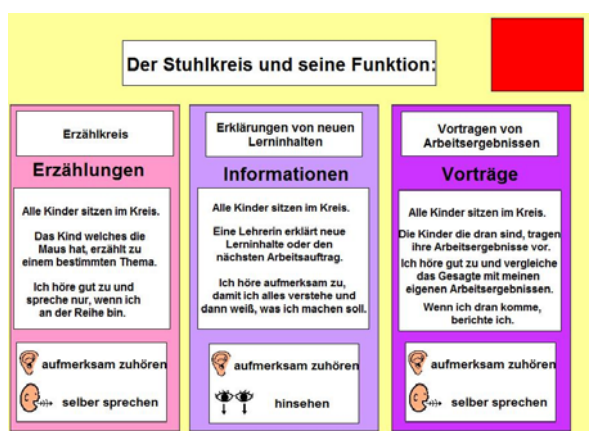 Der Stuhlkreis und seine Funktion:
Erzählkreis
Erzählungen
Alle Kinder sitzen im Kreis.
Das Kind welches die
Maus hat, erzählt zu
einem bestimmten Thema.
Ich höre gut zu und
spreche nur, wenn ich
an der Reihe bin.
aufmerksam zuhören
selber sprechen
Erklärungen von neuen
Lerninhalten
Informationen
Alle Kinder sitzen im Kreis.
Eine Lehrerin erklärt neue
Lerninhalte oder den
nächsten Arbeitsauftrag.
Ich höre aufmerksam zu,
damit ich alles verstehe und
dann weiß, was ich machen soll.
aufmerksam zuhören
hinsehen
Vortragen von
Arbeitsergebnissen
Vorträge
Alle Kinder sitzen im Kreis.
Die Kinder die dran sind, tragen
ihre Arbeitsergebnisse vor.
Ich höre gut zu und vergleiche
das Gesagte mit meinen
eigenen Arbeitsergebnissen.
Wenn ich dran komme,
berichte ich.
aufmerksam zuhören
selber sprechen